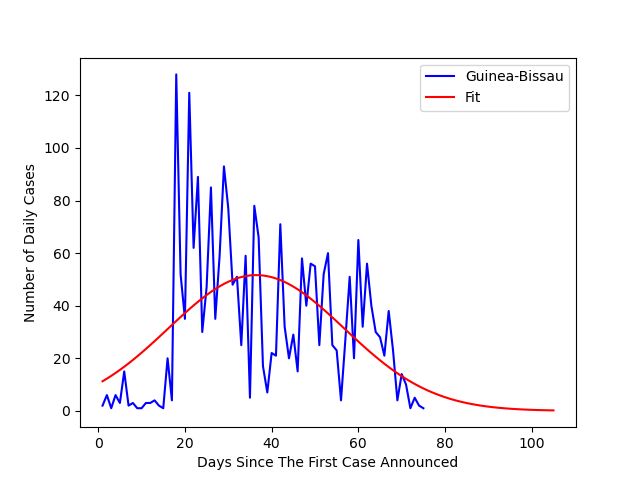 Guinea-Bissau
Fit
Number of Daily Cases
120
100
80
60
40
20
0
0 20 40 60 80 100
Days Since The First Case Announced